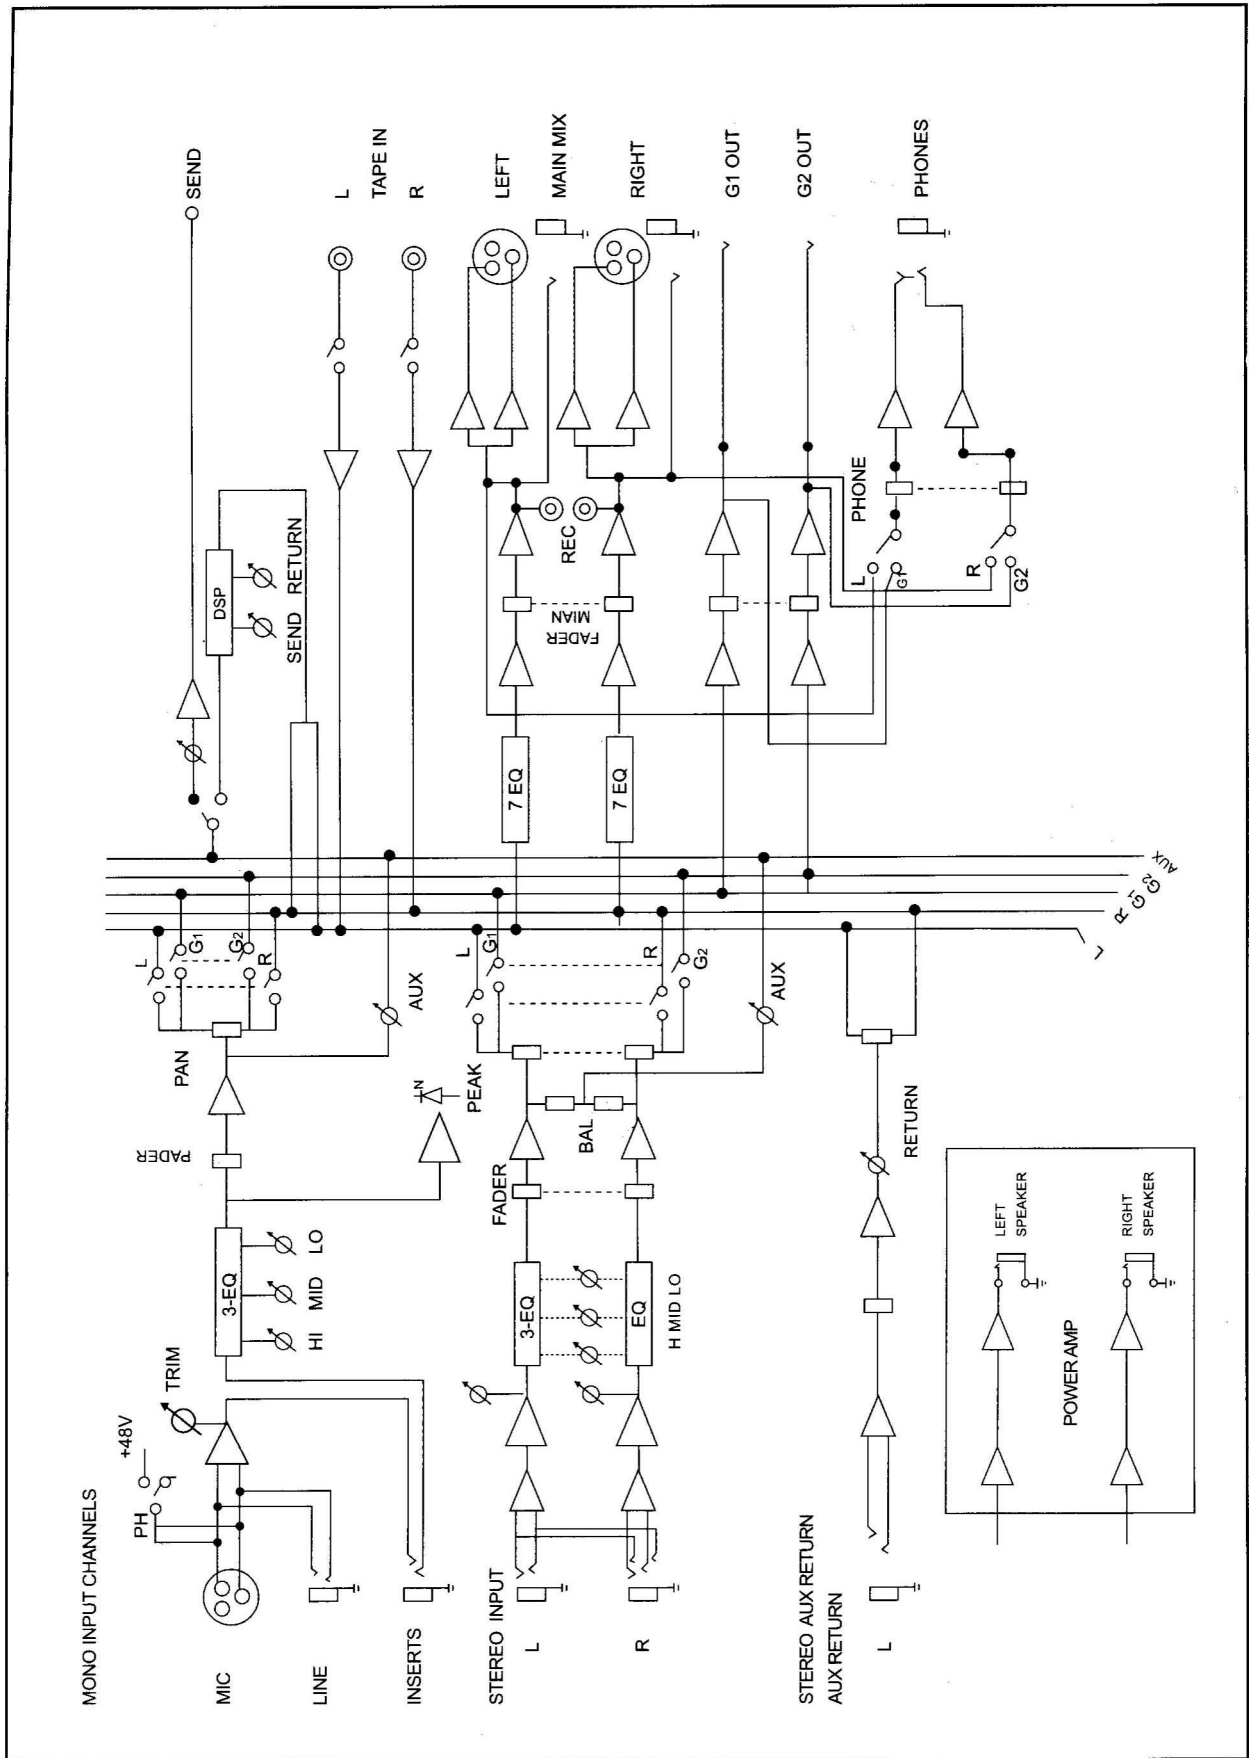 MONO INPUT CHANNELS
MIC
LINE
INSERTS
PH
+48V
TRIM
3-EQ
HI
MID
LO
PADER
PEAK
N
PAN
AUX
L
G1
G2
R
STEREO INPUT
L
R
3-EQ
EQ
H MID LO
FADER
BAL
AUX
L
G1
R
G2
STEREO AUX RETURN
AUX RETURN
L
RETURN
POWER AMP
LEFT
SPEAKER
RIGHT
SPEAKER
L
R
G1
G2
AUX
SEND
DSP
SEND
RETURN
L
TAPE IN
R
7 EQ
7 EQ
FADER
MIAN
REC
LEFT
MAIN MIX
RIGHT
G1 OUT
G2 OUT
PHONE
L
G1
R
G2
PHONES